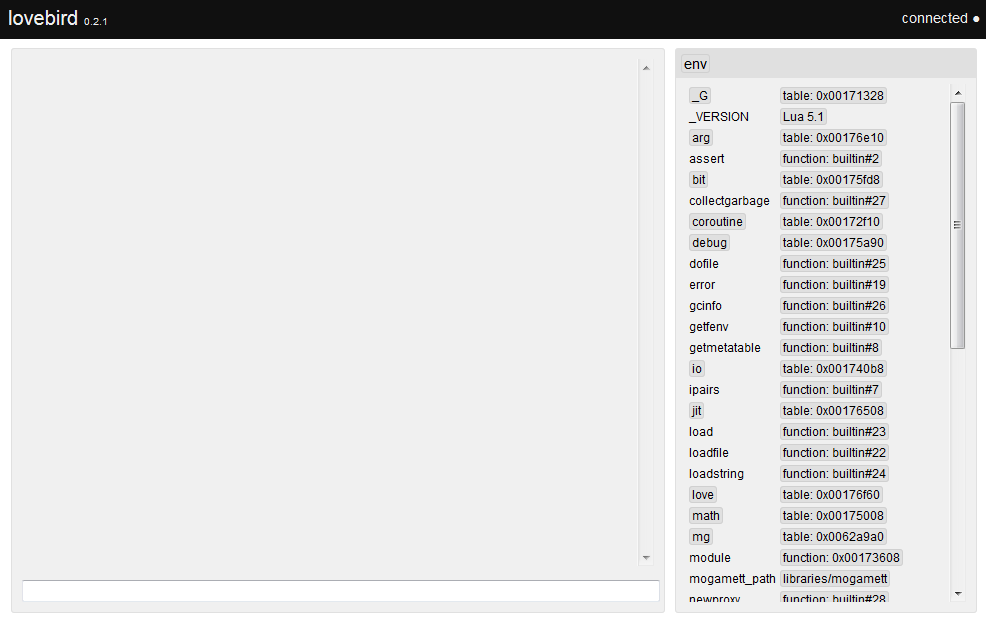 lovebird 0.2.1
connected
env
_G table: 0x00171328
_VERSION Lua 5.1
arg table: 0x00176e10
assert function: builtin#2
bit table: 0x00175fd8
collectgarbage function: builtin#27
coroutine table: 0x00172f10
debug table: 0x00175a90
dofile function: builtin#25
error function: builtin#19
gcinfo function: builtin#26
getfenv function: builtin#10
getmetatable function: builtin#8
io table: 0x001740b8
ipairs function: builtin#7
jit table: 0x00176508
load function: builtin#23
loadfile function: builtin#22
loadstring function: builtin#24
love table: 0x00176f60
math table: 0x00175008
mg table: 0x0062a9a0
module function: 0x00173608
mogamett_path libraries/mogamett
newproxy function: builtin#28